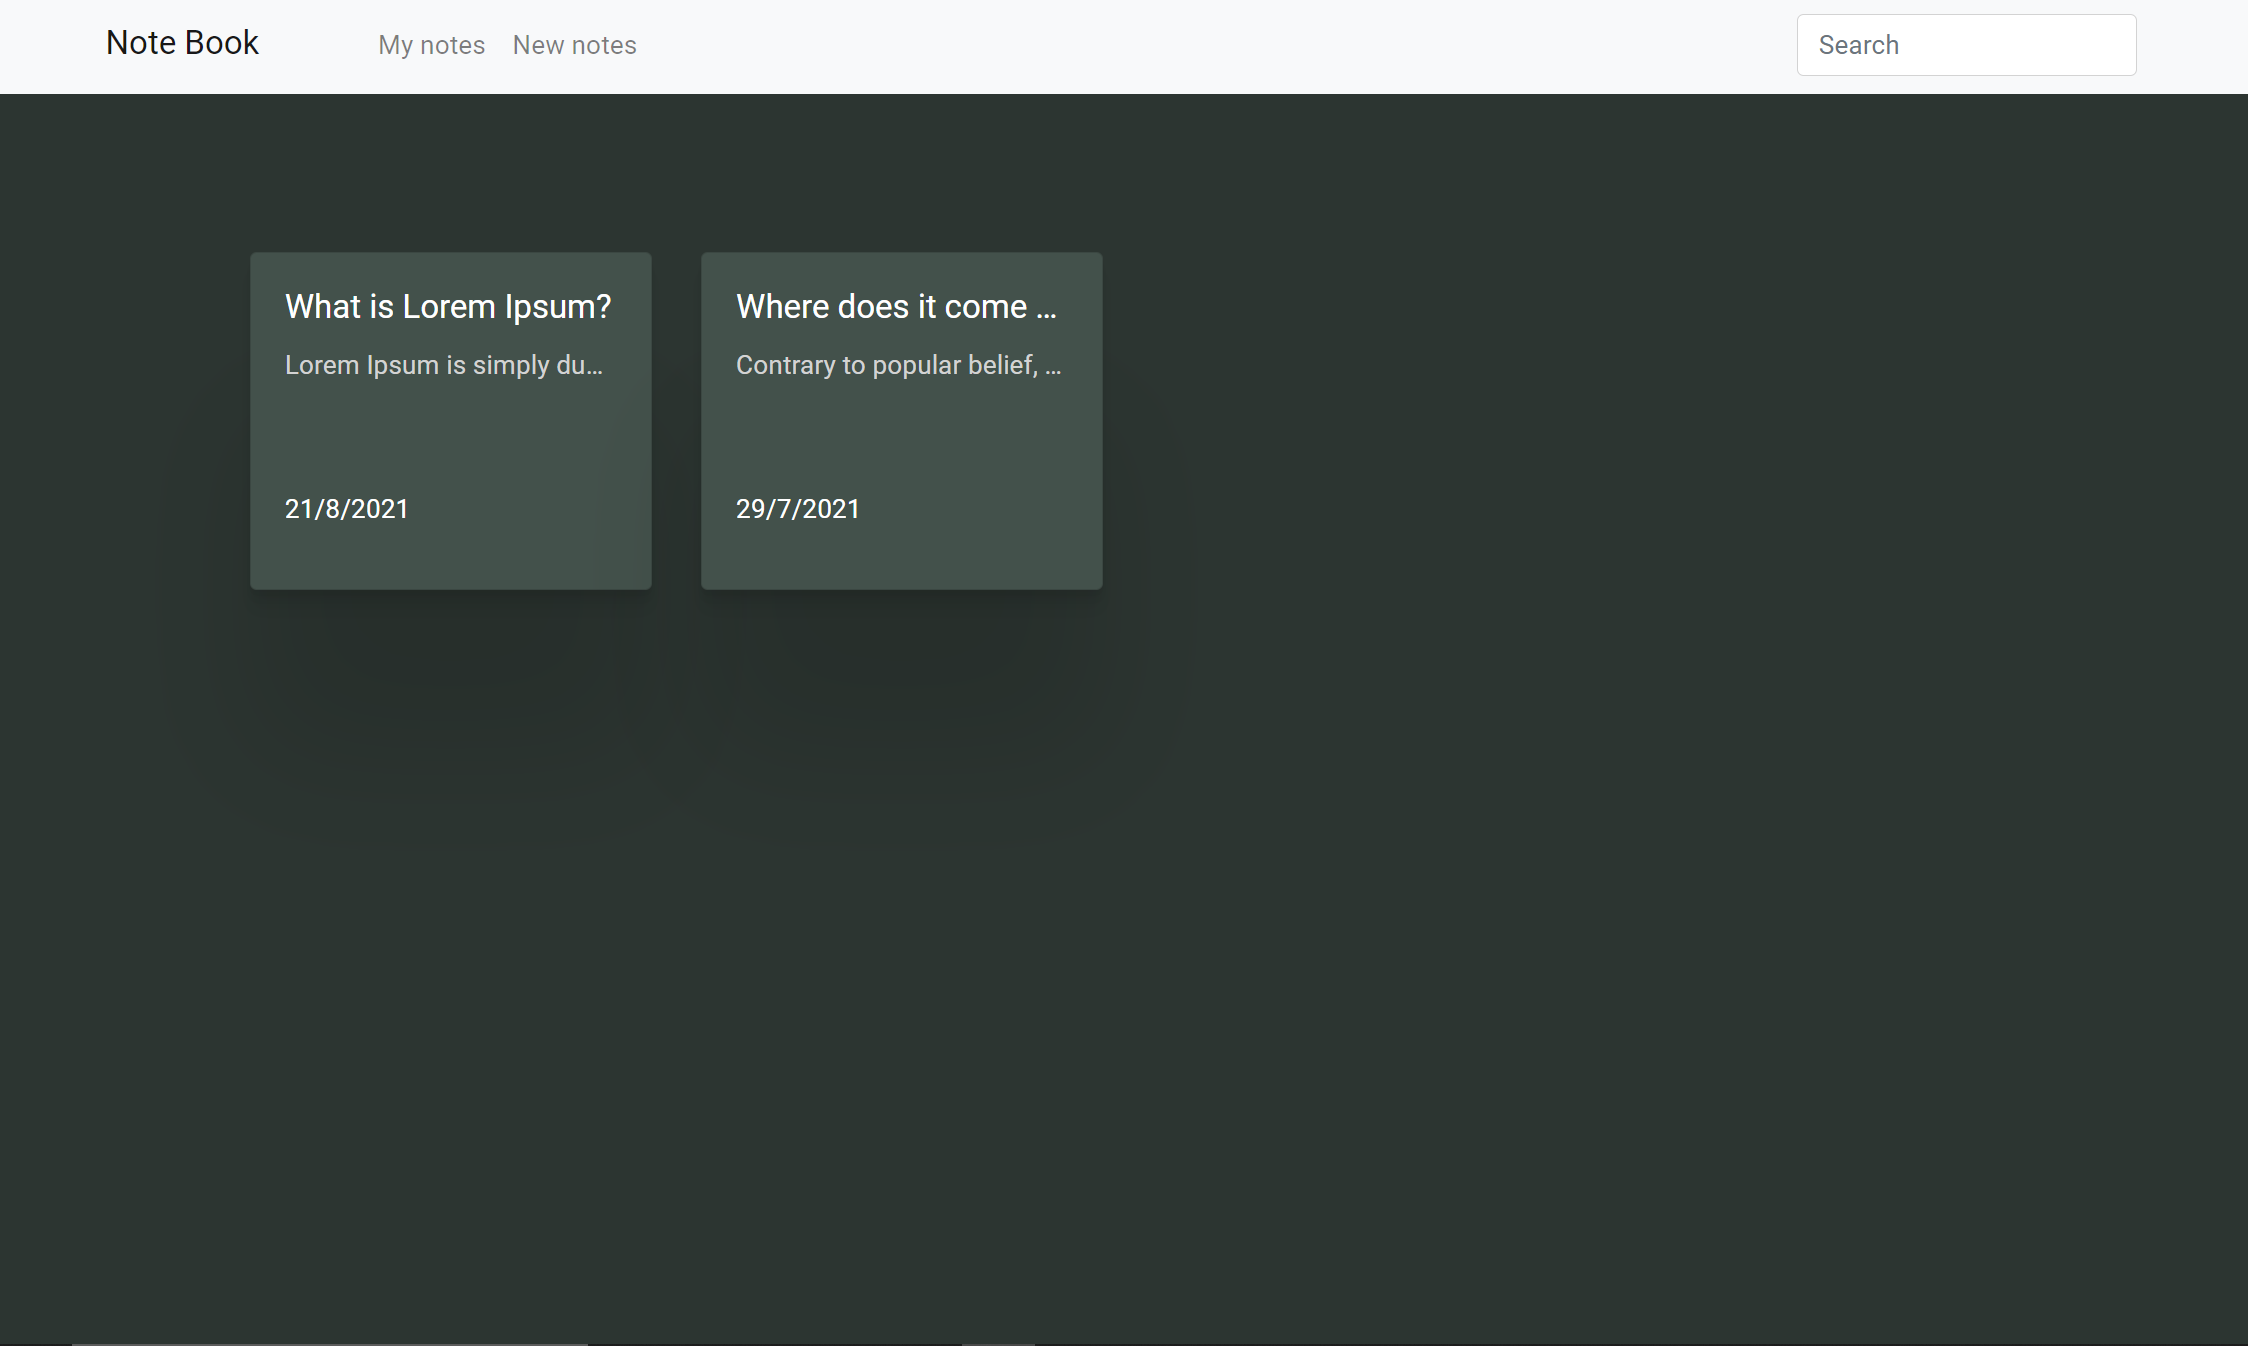 Note Book
My notes
New notes
Search
What is Lorem Ipsum?
Lorem Ipsum is simply du...
21/8/2021
Where does it come ...
Contrary to popular belief, ...
29/7/2021